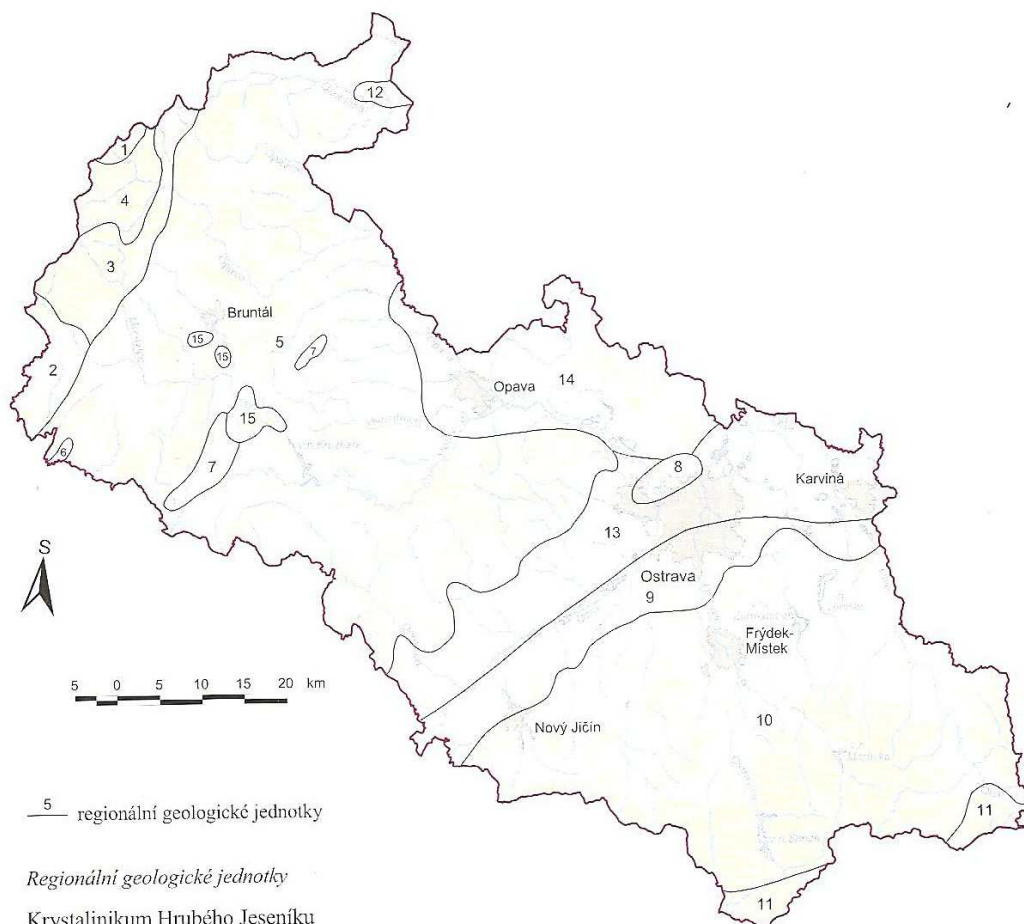 12
1
4
3
Bruntál
15
5
7
15
2
14
Opava
15
6
7
8
Karviná
13
S
Ostrava
9
Frýdek-
Místek
5 0 5 10 15 20 km
10
Nový Jičín
5
regionální geologické jednotky
11
Regionální geologické jednotky
11
Krystalinikum Hrubého Jeseníku